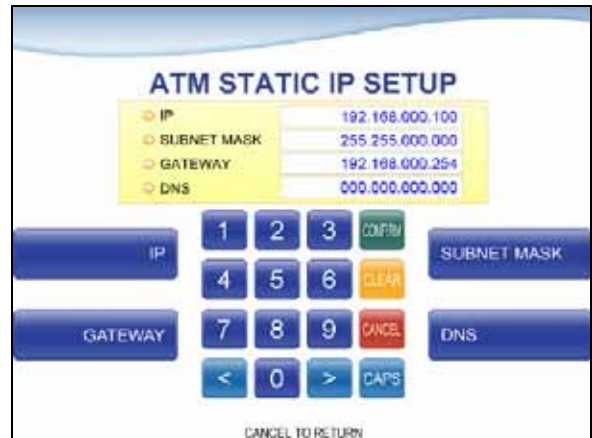 ATM STATIC IP SETUP
IP 192.168.000.100
SUBNET MASK 255.255.000.000
GATEWAY 192.168.000.254
DNS 000.000.000.000
1 2 3 CONFIRM
IP SUBNET MASK
4 5 6 CLEAR
GATEWAY 7 8 9 CANCEL DNS
< 0 > CAPS
CANCEL TO RETURN